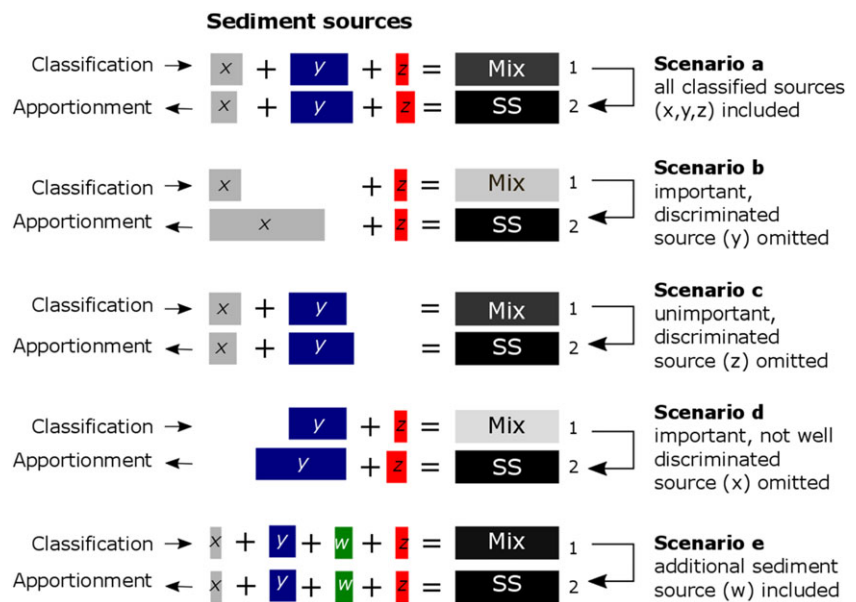 Sediment sources
Classification → x + y + z = Mix 1
Apportionment ← x + y + z = SS 2
Scenario a
all classified sources
(x,y,z) included
Classification → x + z = Mix 1
Apportionment ← x + z = SS 2
Scenario b
important,
discriminated
source (y) omitted
Classification → x + y = Mix 1
Apportionment ← x + y = SS 2
Scenario c
unimportant,
discriminated
source (z) omitted
Classification → y + z = Mix 1
Apportionment ← y + z = SS 2
Scenario d
important, not well
discriminated
source (x) omitted
Classification → x + y + w + z = Mix 1
Apportionment ← x + y + w + z = SS 2
Scenario e
additional sediment
source (w) included